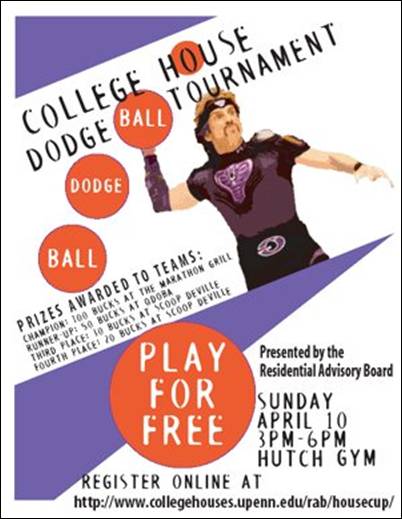 COLLEGE HOUSE
DODGE BALL TOURNAMENT
DODGE
BALL
PRIZES AWARDED TO TEAMS:
CHAMPION: 100 BUCKS AT THE MARATHON GRILL
RUNNER-UP: 50 BUCKS AT QDOBA
THIRD PLACE: 10 BUCKS AT SCOOP DEVILLE
FOURTH PLACE: 20 BUCKS AT SCOOP DEVILLE
PLAY
FOR
FREE
Presented by the
Residential Advisory Board
SUNDAY
APRIL 10
3PM-6PM
HUTCH GYM
REGISTER ONLINE AT
http://www.collegehouses.upenn.edu/rab/housecup/